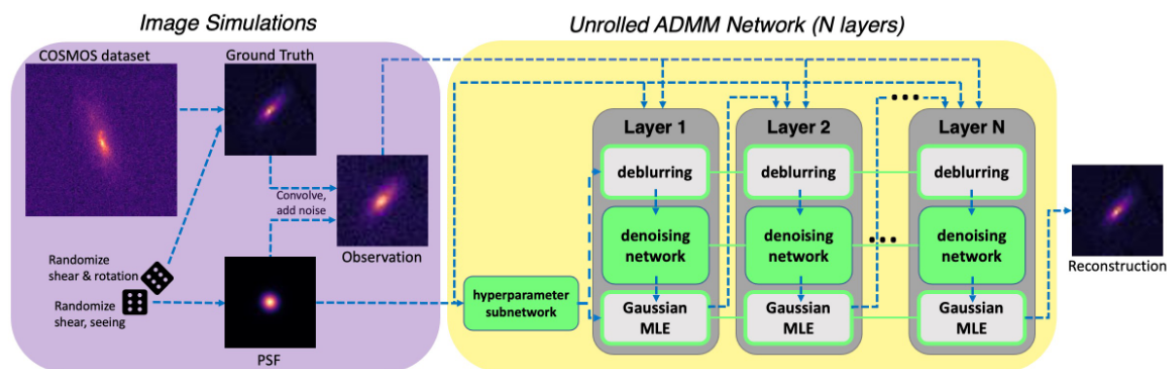 Image Simulations
COSMOS dataset
Ground Truth
Convolve,
add noise
Observation
Randomize
shear & rotation
Randomize
shear, seeing
PSF
Unrolled ADMM Network (N layers)
hyperparameter
subnetwork
Layer 1
deblurring
denoising
network
Gaussian
MLE
Layer 2
deblurring
denoising
network
Gaussian
MLE
•••
•••
Layer N
deblurring
denoising
network
Gaussian
MLE
Reconstruction